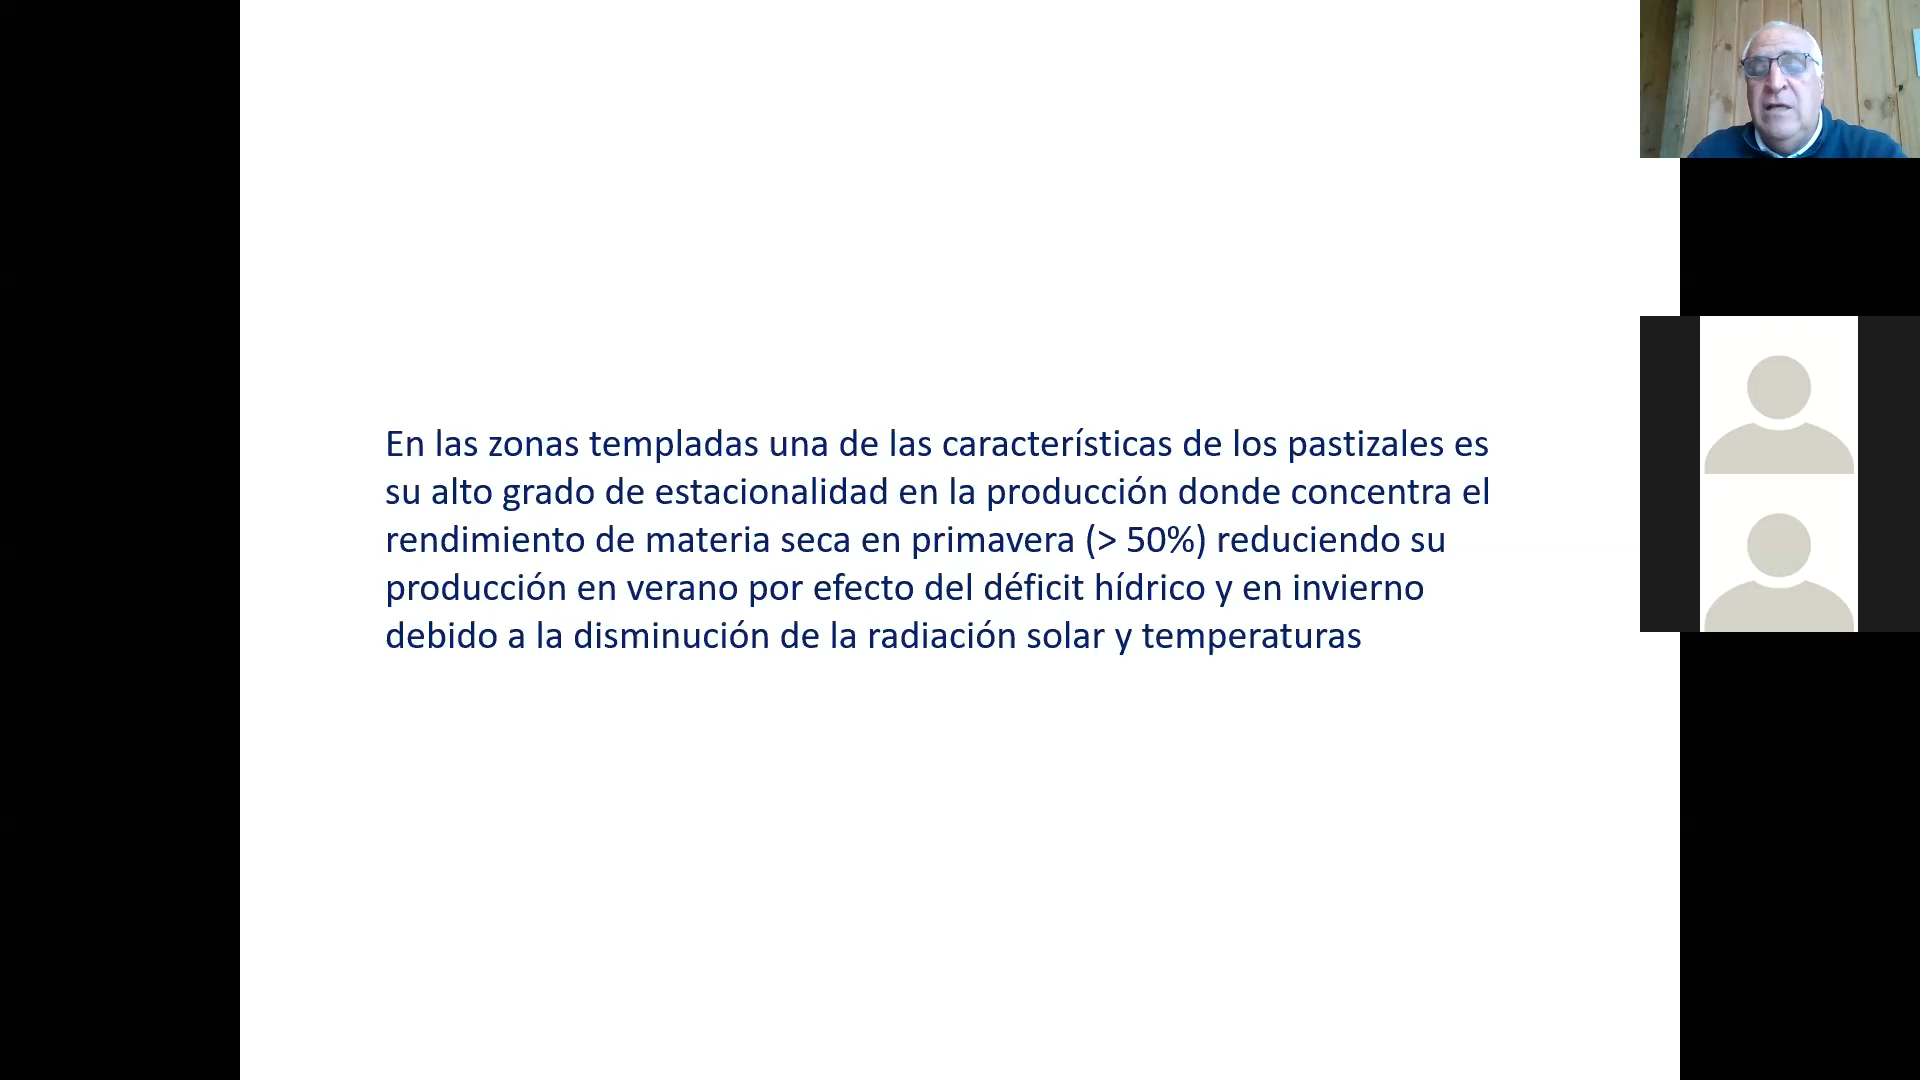 En las zonas templadas una de las características de los pastizales es
su alto grado de estacionalidad en la producción donde concentra el
rendimiento de materia seca en primavera (> 50%) reduciendo su
producción en verano por efecto del déficit hídrico y en invierno
debido a la disminución de la radiación solar y temperaturas